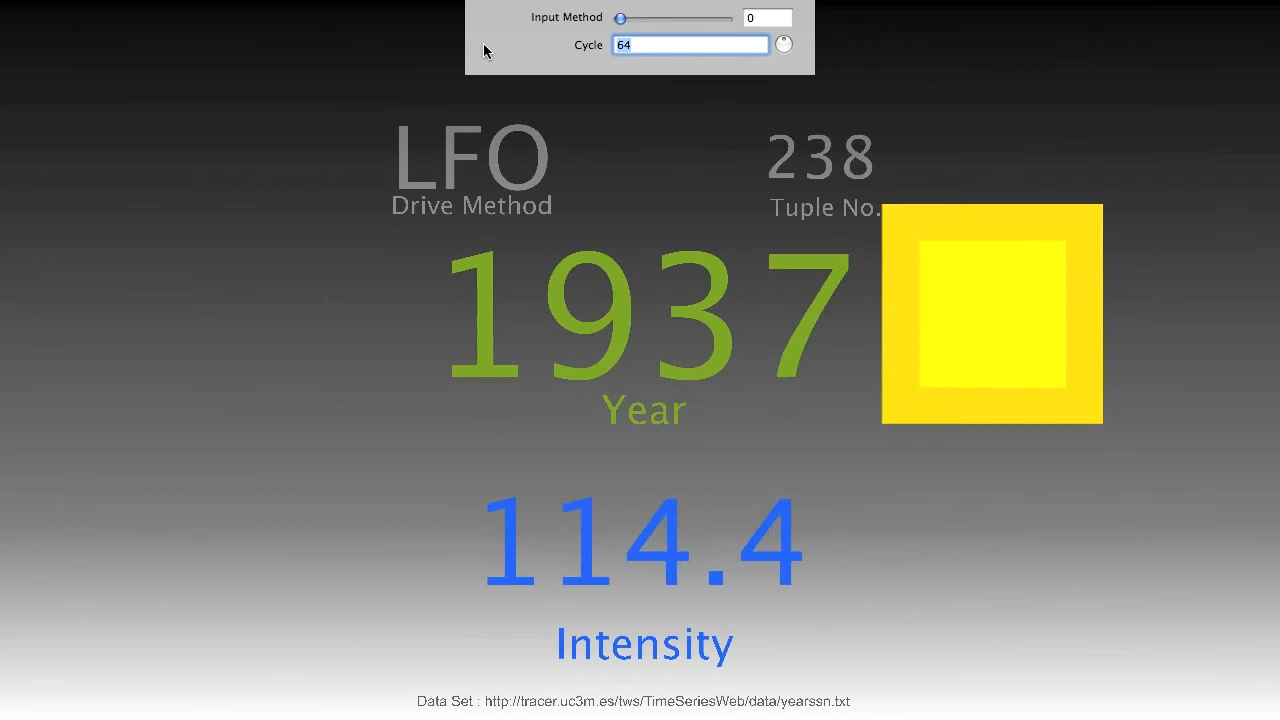 Input Method 0
Cycle 64
LFO 238
Drive Method Tuple No.
1937
Year
114.4
Intensity
Data Set : http://tracer.uc3m.es/tws/TimeSeriesWeb/data/yearssn.txt